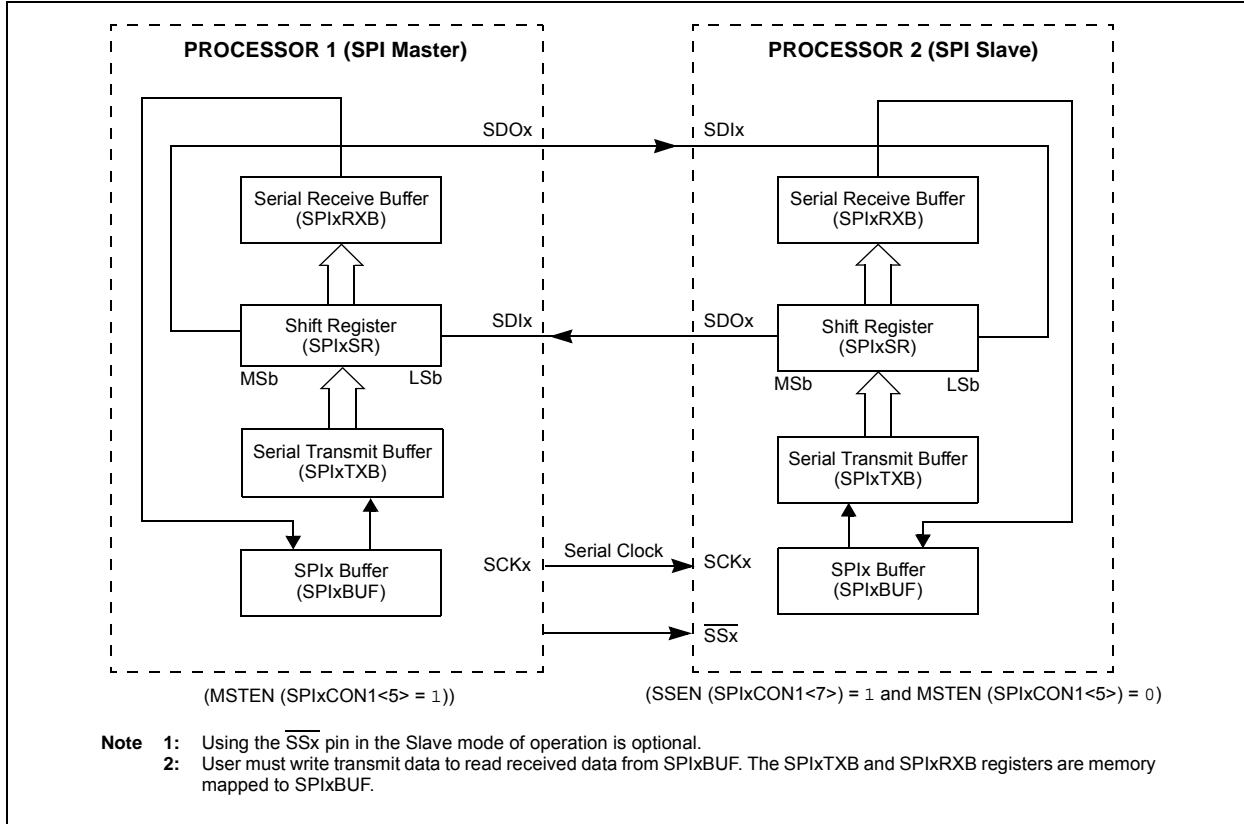 PROCESSOR 1 (SPI Master)
PROCESSOR 2 (SPI Slave)
SDOx
SDIx
Serial Receive Buffer
(SPIxRXB)
Serial Receive Buffer
(SPIxRXB)
Shift Register
(SPIxSR)
SDIx
SDOx
Shift Register
(SPIxSR)
MSb
LSb
MSb
LSb
Serial Transmit Buffer
(SPIxTXB)
Serial Transmit Buffer
(SPIxTXB)
SPIx Buffer
(SPIxBUF)
SCKx
Serial Clock
SCKx
SPIx Buffer
(SPIxBUF)
SSx
(MSTEN (SPIxCON1<5> = 1))
(SSEN (SPIxCON1<7>) = 1 and MSTEN (SPIxCON1<5>) = 0)
Note 1: Using the SSx pin in the Slave mode of operation is optional.
2: User must write transmit data to read received data from SPIxBUF. The SPIxTXB and SPIxRXB registers are memory
mapped to SPIxBUF.